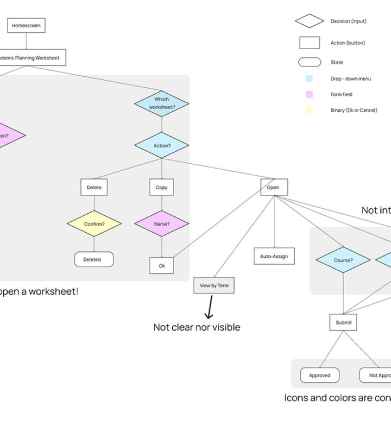 Homescreen
Decision (input)
Action (button)
State
Drop - down menu
Form field
Binary (Ok or Cancel)
demic Planning Worksheet
Which
worksheet?
Action?
Delete
Copy
Open
Confirm?
Name?
Not int
Deleted
Ok
Auto-Assign
Course?
View by Term
open a worksheet!
Not clear nor visible
Submit
Approved
Not Appro
Icons and colors are con